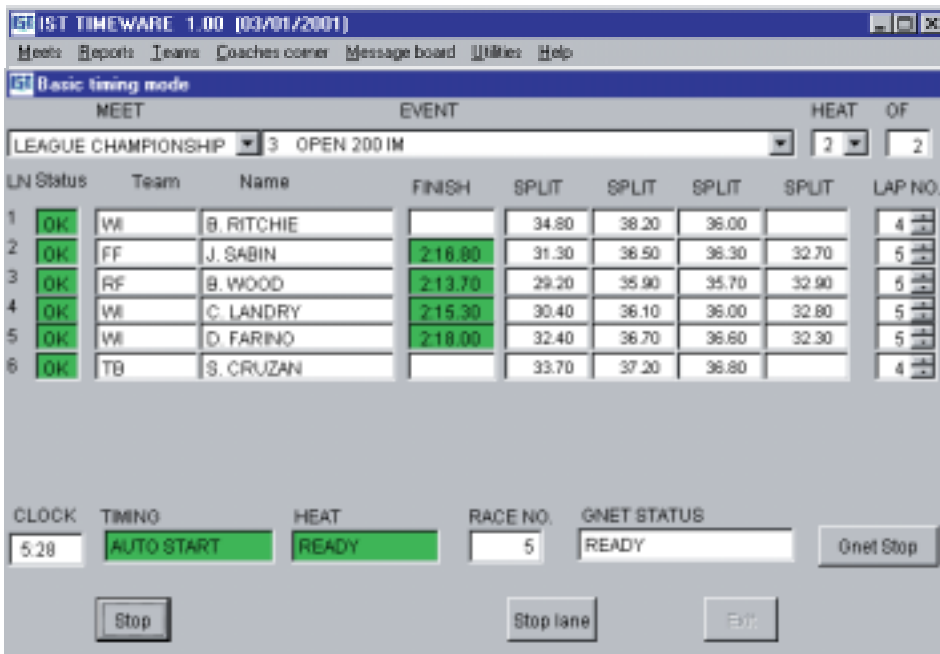 IST IST TIMEWARE 1.00 (03/01/2001)
Meets Reports Teams Coaches corner Message board Utilities Help
IST Basic timing mode
MEET EVENT HEAT OF
LEAGUE CHAMPIONSHIP 3 OPEN 200 IM 2 2
LN Status Team Name FINISH SPLIT SPLIT SPLIT SPLIT LAP NO.
1 OK WI B. RITCHIE 34.80 38.20 36.00 4
2 OK FF J. SABIN 2:16.80 31.30 36.50 36.30 32.70 5
3 OK RF B. WOOD 2:13.70 29.20 35.90 35.70 32.90 5
4 OK WI C. LANDRY 2:15.30 30.40 36.10 36.00 32.80 5
5 OK WI D. FARINO 2:18.00 32.40 36.70 36.60 32.30 5
6 OK TB S. CRUZAN 33.70 37.20 36.80 4
CLOCK TIMING HEAT RACE NO. GNET STATUS
5:28 AUTO START READY 5 READY Gnet Stop
Stop Stop lane Exit